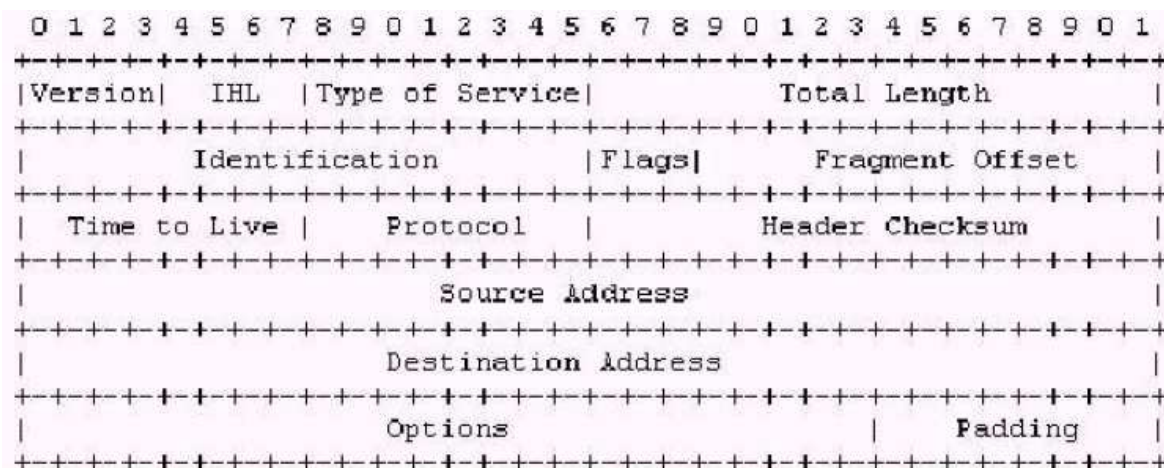 0 1 2 3 4 5 6 7 8 9 0 1 2 3 4 5 6 7 8 9 0 1 2 3 4 5 6 7 8 9 0 1
+-+-+-+-+-+-+-+-+-+-+-+-+-+-+-+-+-+-+-+-+-+-+-+-+-+-+-+-+-+-+-+-+
|Version| IHL |Type of Service| Total Length |
+-+-+-+-+-+-+-+-+-+-+-+-+-+-+-+-+-+-+-+-+-+-+-+-+-+-+-+-+-+-+-+-+
| Identification |Flags| Fragment Offset |
+-+-+-+-+-+-+-+-+-+-+-+-+-+-+-+-+-+-+-+-+-+-+-+-+-+-+-+-+-+-+-+-+
| Time to Live | Protocol | Header Checksum |
+-+-+-+-+-+-+-+-+-+-+-+-+-+-+-+-+-+-+-+-+-+-+-+-+-+-+-+-+-+-+-+-+
| Source Address |
+-+-+-+-+-+-+-+-+-+-+-+-+-+-+-+-+-+-+-+-+-+-+-+-+-+-+-+-+-+-+-+-+
| Destination Address |
+-+-+-+-+-+-+-+-+-+-+-+-+-+-+-+-+-+-+-+-+-+-+-+-+-+-+-+-+-+-+-+-+
| Options | Padding |
+-+-+-+-+-+-+-+-+-+-+-+-+-+-+-+-+-+-+-+-+-+-+-+-+-+-+-+-+-+-+-+-+